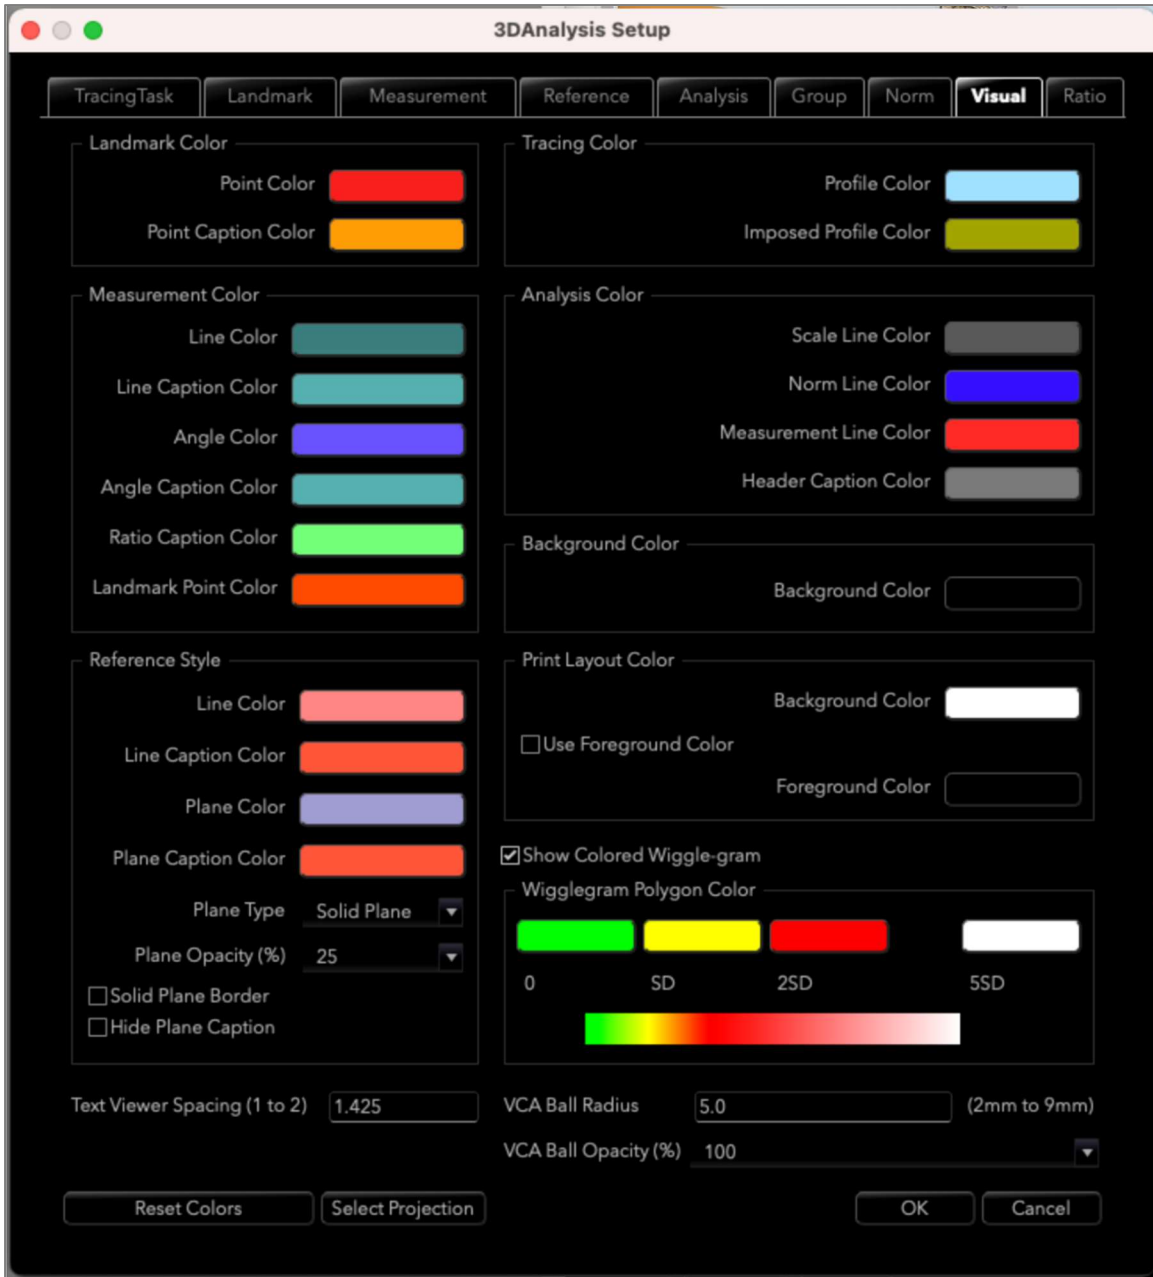 3DAnalysis Setup
TracingTask Landmark Measurement Reference Analysis Group Norm Visual Ratio
Landmark Color
Point Color
Point Caption Color
Tracing Color
Profile Color
Imposed Profile Color
Measurement Color
Line Color
Line Caption Color
Angle Color
Angle Caption Color
Ratio Caption Color
Landmark Point Color
Analysis Color
Scale Line Color
Norm Line Color
Measurement Line Color
Header Caption Color
Background Color
Background Color
Reference Style
Line Color
Line Caption Color
Plane Color
Plane Caption Color
Plane Type Solid Plane
Plane Opacity (%) 25
Solid Plane Border
Hide Plane Caption
Print Layout Color
Background Color
Use Foreground Color
Foreground Color
Show Colored Wiggle-gram
Wigglegram Polygon Color
0 SD 2SD 5SD
Text Viewer Spacing (1 to 2) 1.425
VCA Ball Radius 5.0 (2mm to 9mm)
VCA Ball Opacity (%) 100
Reset Colors Select Projection OK Cancel